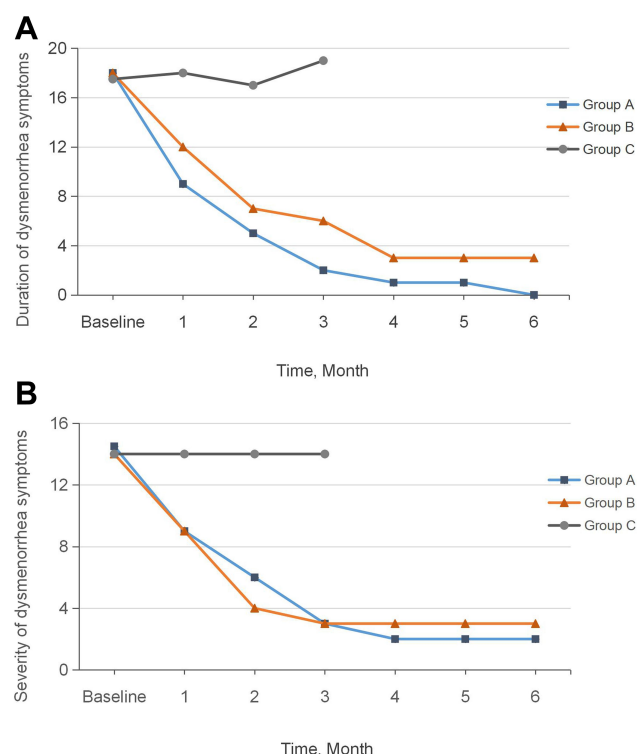 A
Duration of dysmenorrhea symptoms
20
16
12
8
4
0
Baseline 1 2 3 4 5 6
Time, Month
Group A
Group B
Group C
B
Severity of dysmenorrhea symptoms
16
12
8
4
0
Baseline 1 2 3 4 5 6
Time, Month
Group A
Group B
Group C